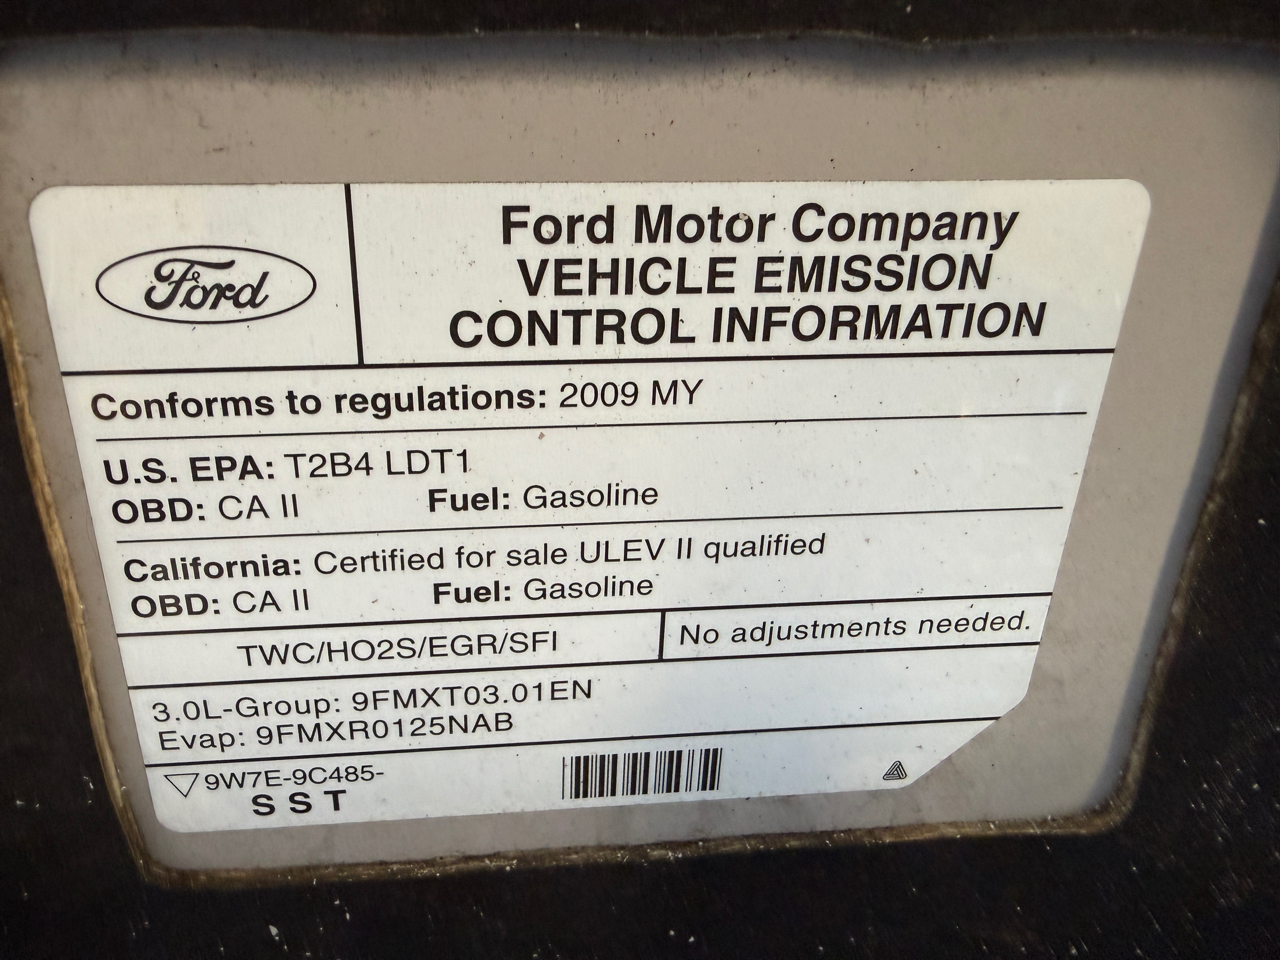 Ford
Ford Motor Company
VEHICLE EMISSION
CONTROL INFORMATION
Conforms to regulations: 2009 MY
U.S. EPA: T2B4 LDT1
OBD: CA II Fuel: Gasoline
California: Certified for sale ULEV II qualified
OBD: CA II Fuel: Gasoline
TWC/HO2S/EGR/SFI No adjustments needed.
3.0L-Group: 9FMXT03.01EN
Evap: 9FMXR0125NAB
9W7E-9C485-
SST